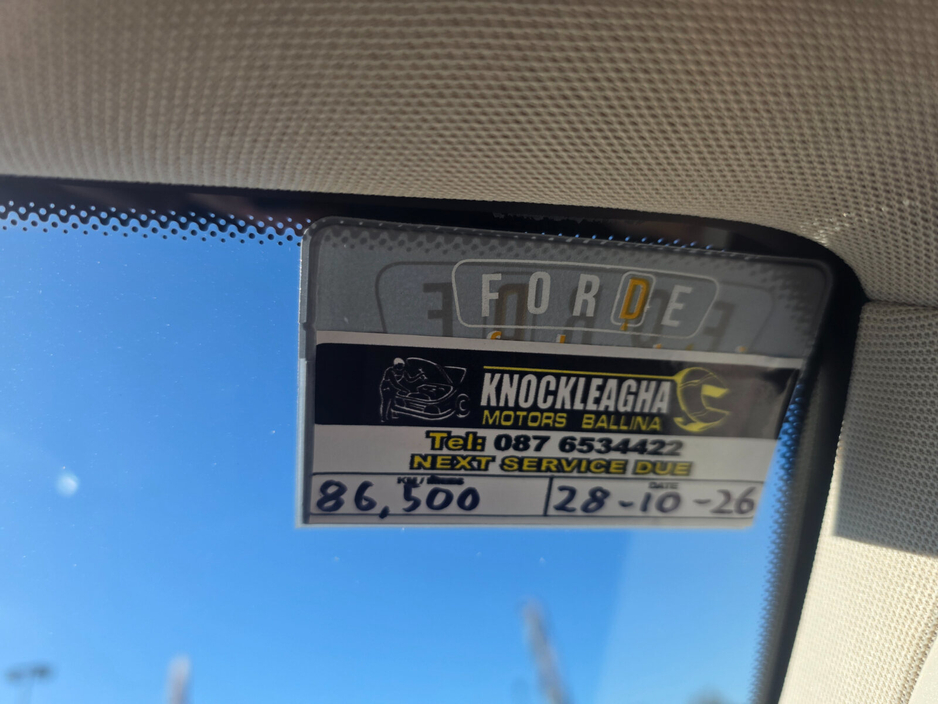 FORDE
KNOCKLEAGHA
MOTORS BALLINA
Tel: 087 6534422
NEXT SERVICE DUE
DATE
86,500 28-10-26